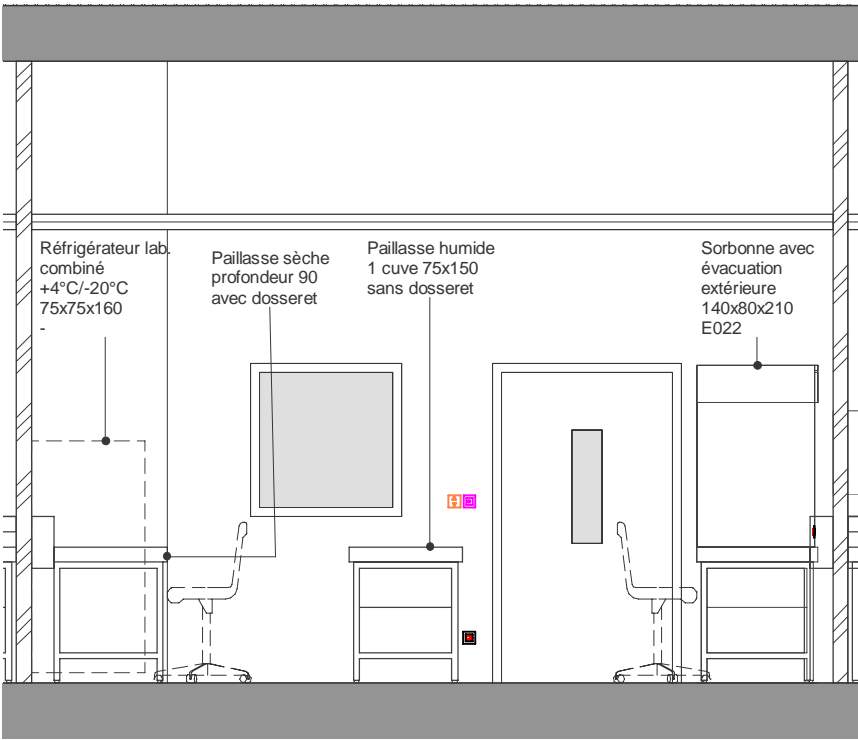 Réfrigérateur lab.
combiné
+4°C/-20°C
75x75x160
-
Paillasse sèche
profondeur 90
avec dosseret
Paillasse humide
1 cuve 75x150
sans dosseret
Sorbonne avec
évacuation
extérieure
140x80x210
E022